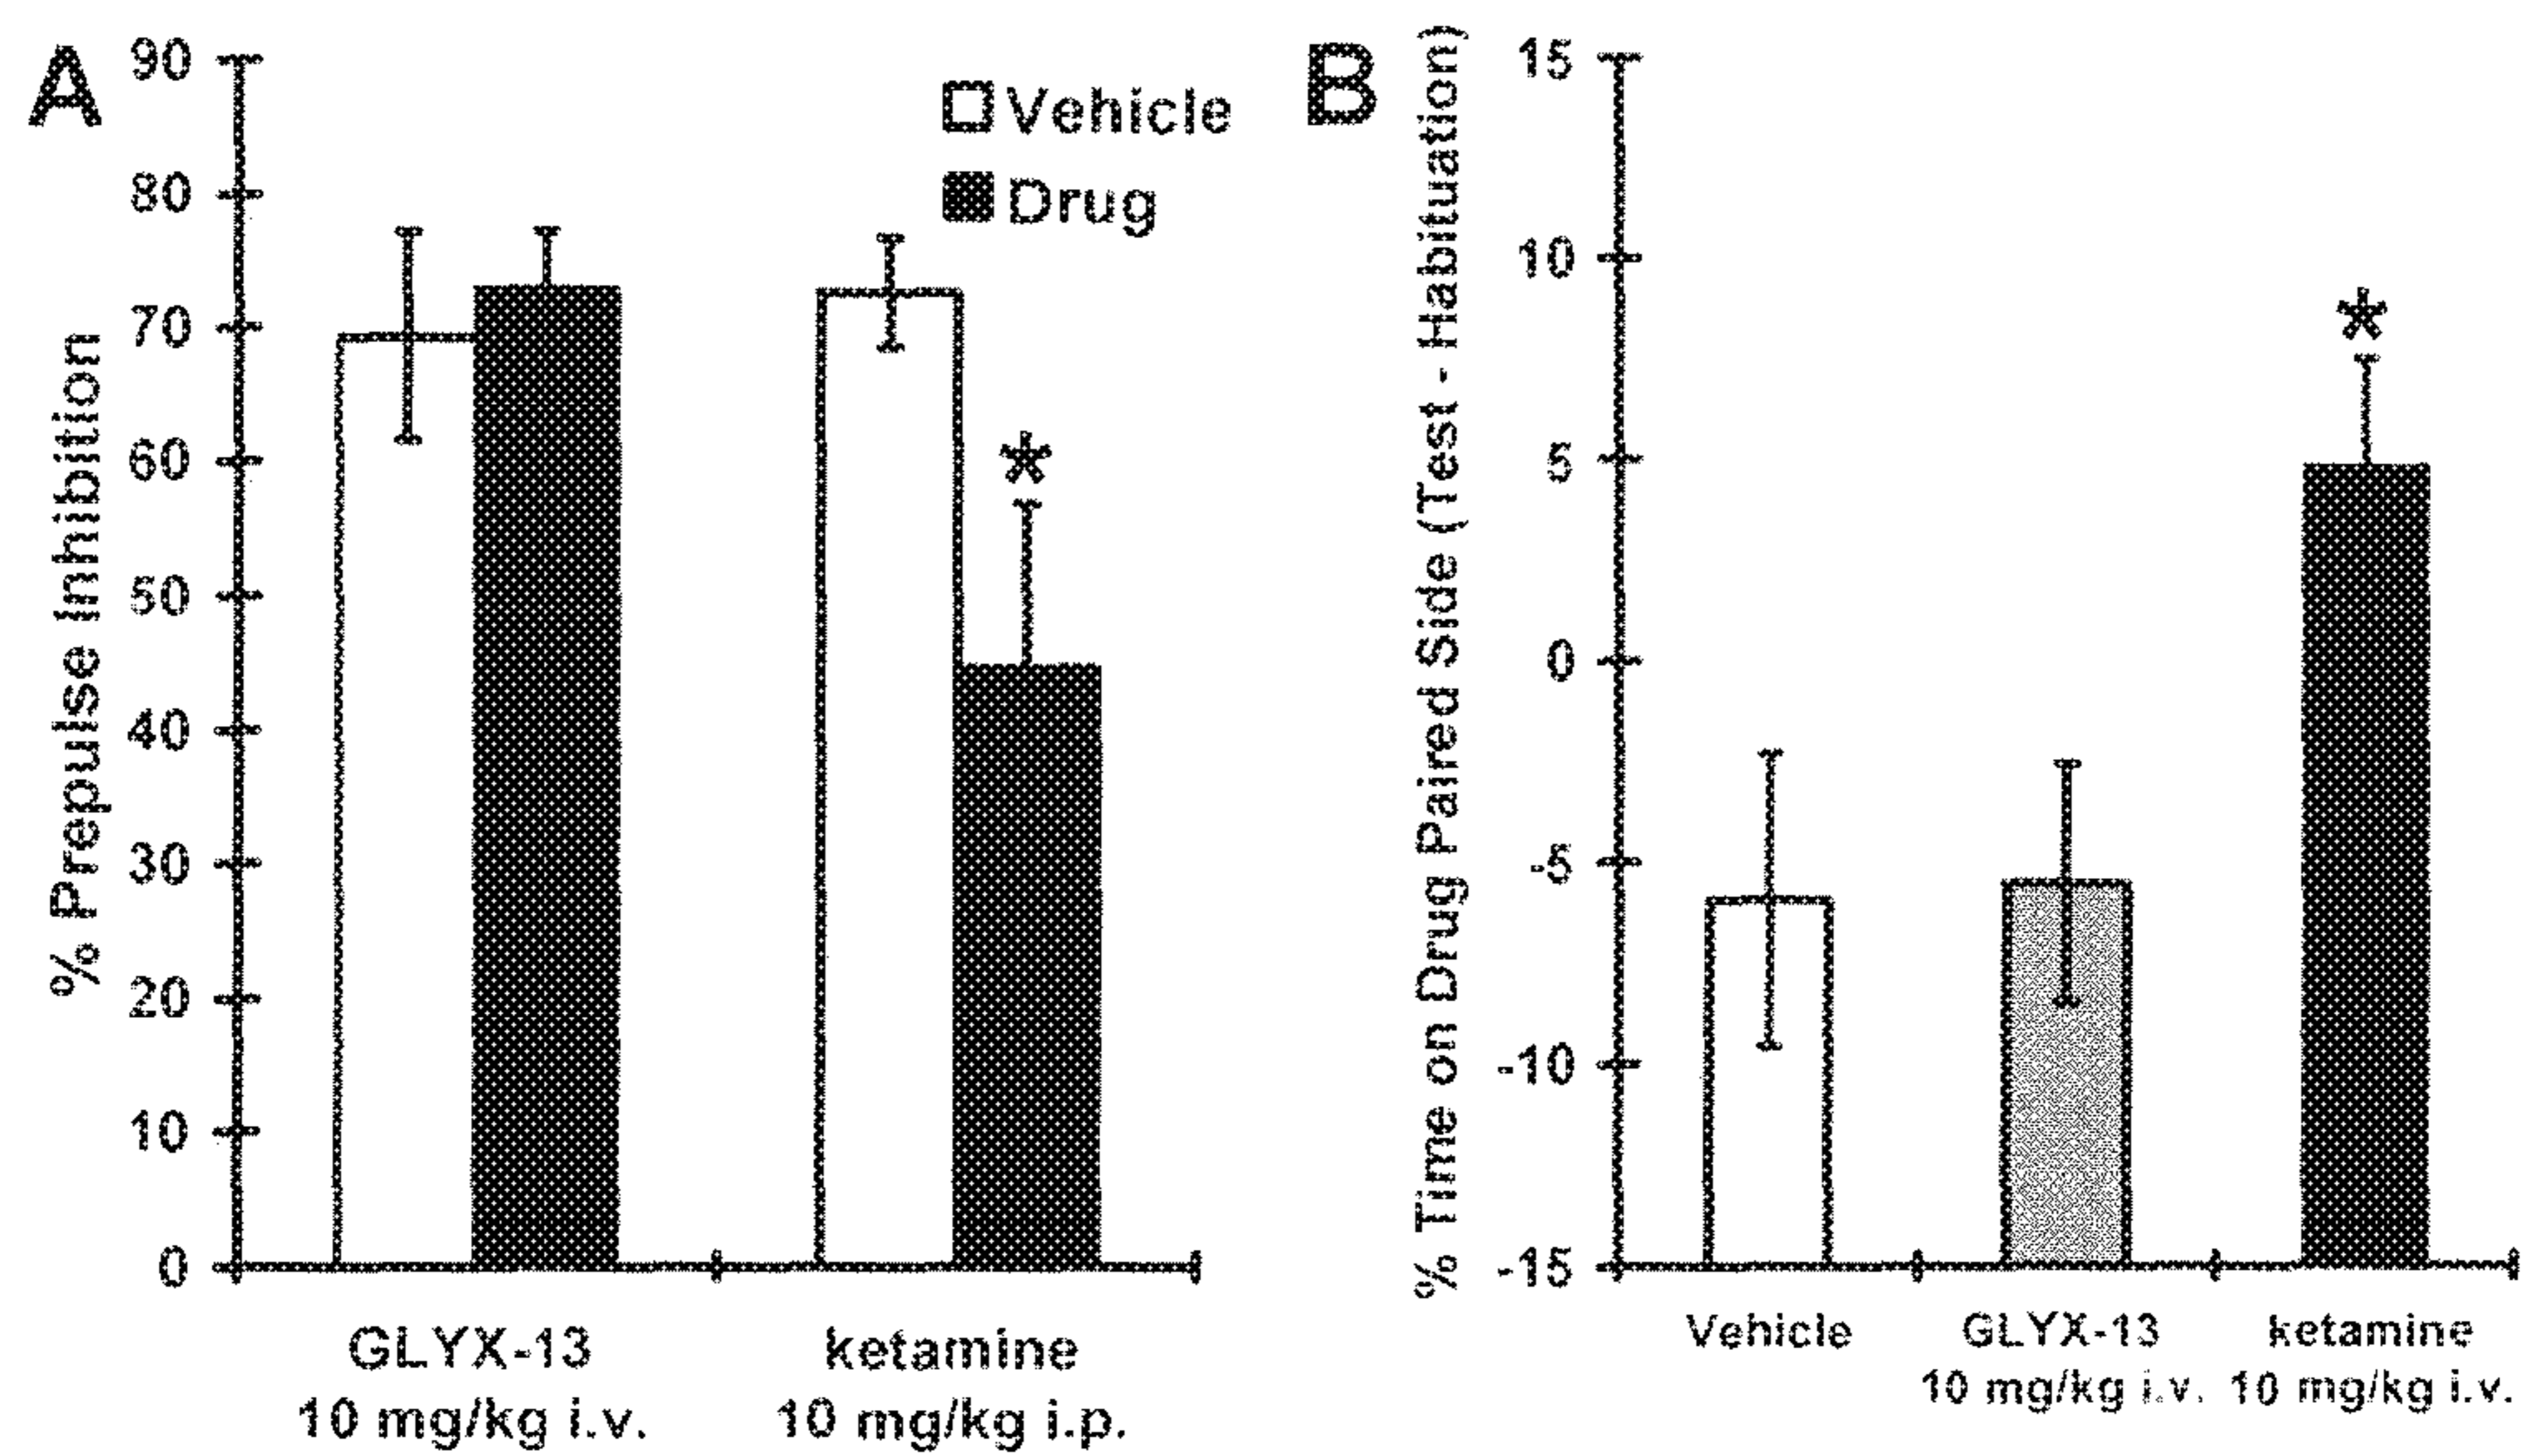 A
% Prepulse Inhibition
90
80
70
60
50
40
30
20
10
0
Vehicle
Drug
*
GLYX-13
10 mg/kg i.v.
ketamine
10 mg/kg i.p.
B
% Time on Drug Paired Side (Test - Habituation)
15
10
5
0
-5
-10
-15
*
Vehicle
GLYX-13
10 mg/kg i.v.
ketamine
10 mg/kg i.v.